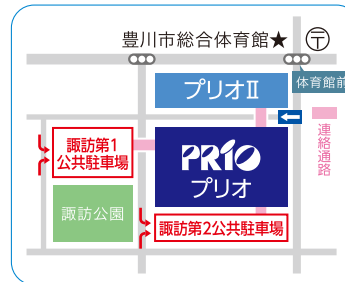 豊川市総合体育館★ 〒
プリオⅡ
体育館前
諏訪第1
公共駐車場
PRiO
プリオ
連絡通路
諏訪公園
諏訪第2公共駐車場